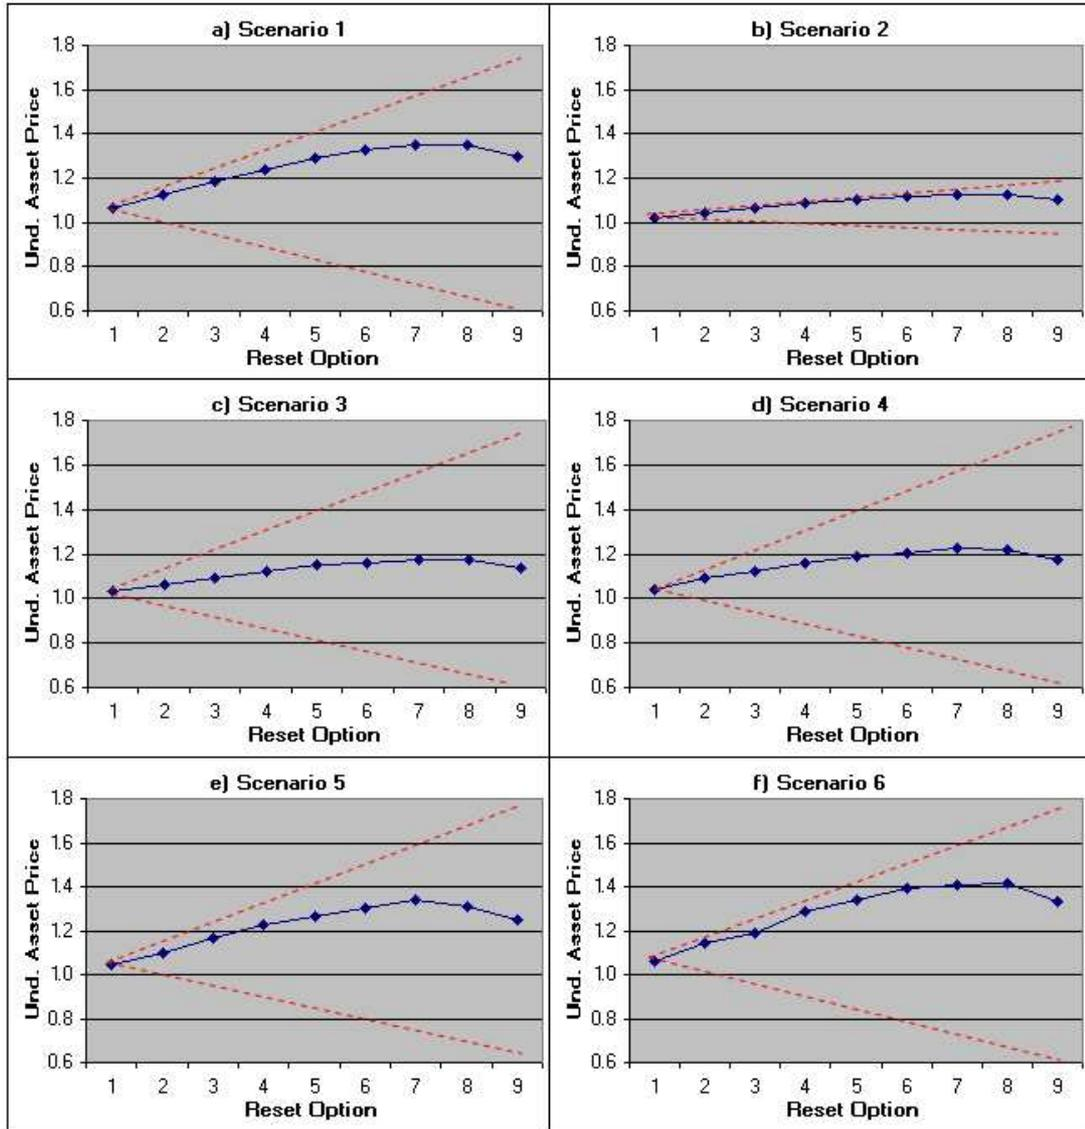 a) Scenario 1
Und. Asset Price
1.8
1.6
1.4
1.2
1.0
0.8
0.6
1 2 3 4 5 6 7 8 9
Reset Option
b) Scenario 2
Und. Asset Price
1.8
1.6
1.4
1.2
1.0
0.8
0.6
1 2 3 4 5 6 7 8 9
Reset Option
c) Scenario 3
Und. Asset Price
1.8
1.6
1.4
1.2
1.0
0.8
0.6
1 2 3 4 5 6 7 8 9
Reset Option
d) Scenario 4
Und. Asset Price
1.8
1.6
1.4
1.2
1.0
0.8
0.6
1 2 3 4 5 6 7 8 9
Reset Option
e) Scenario 5
Und. Asset Price
1.8
1.6
1.4
1.2
1.0
0.8
0.6
1 2 3 4 5 6 7 8 9
Reset Option
f) Scenario 6
Und. Asset Price
1.8
1.6
1.4
1.2
1.0
0.8
0.6
1 2 3 4 5 6 7 8 9
Reset Option